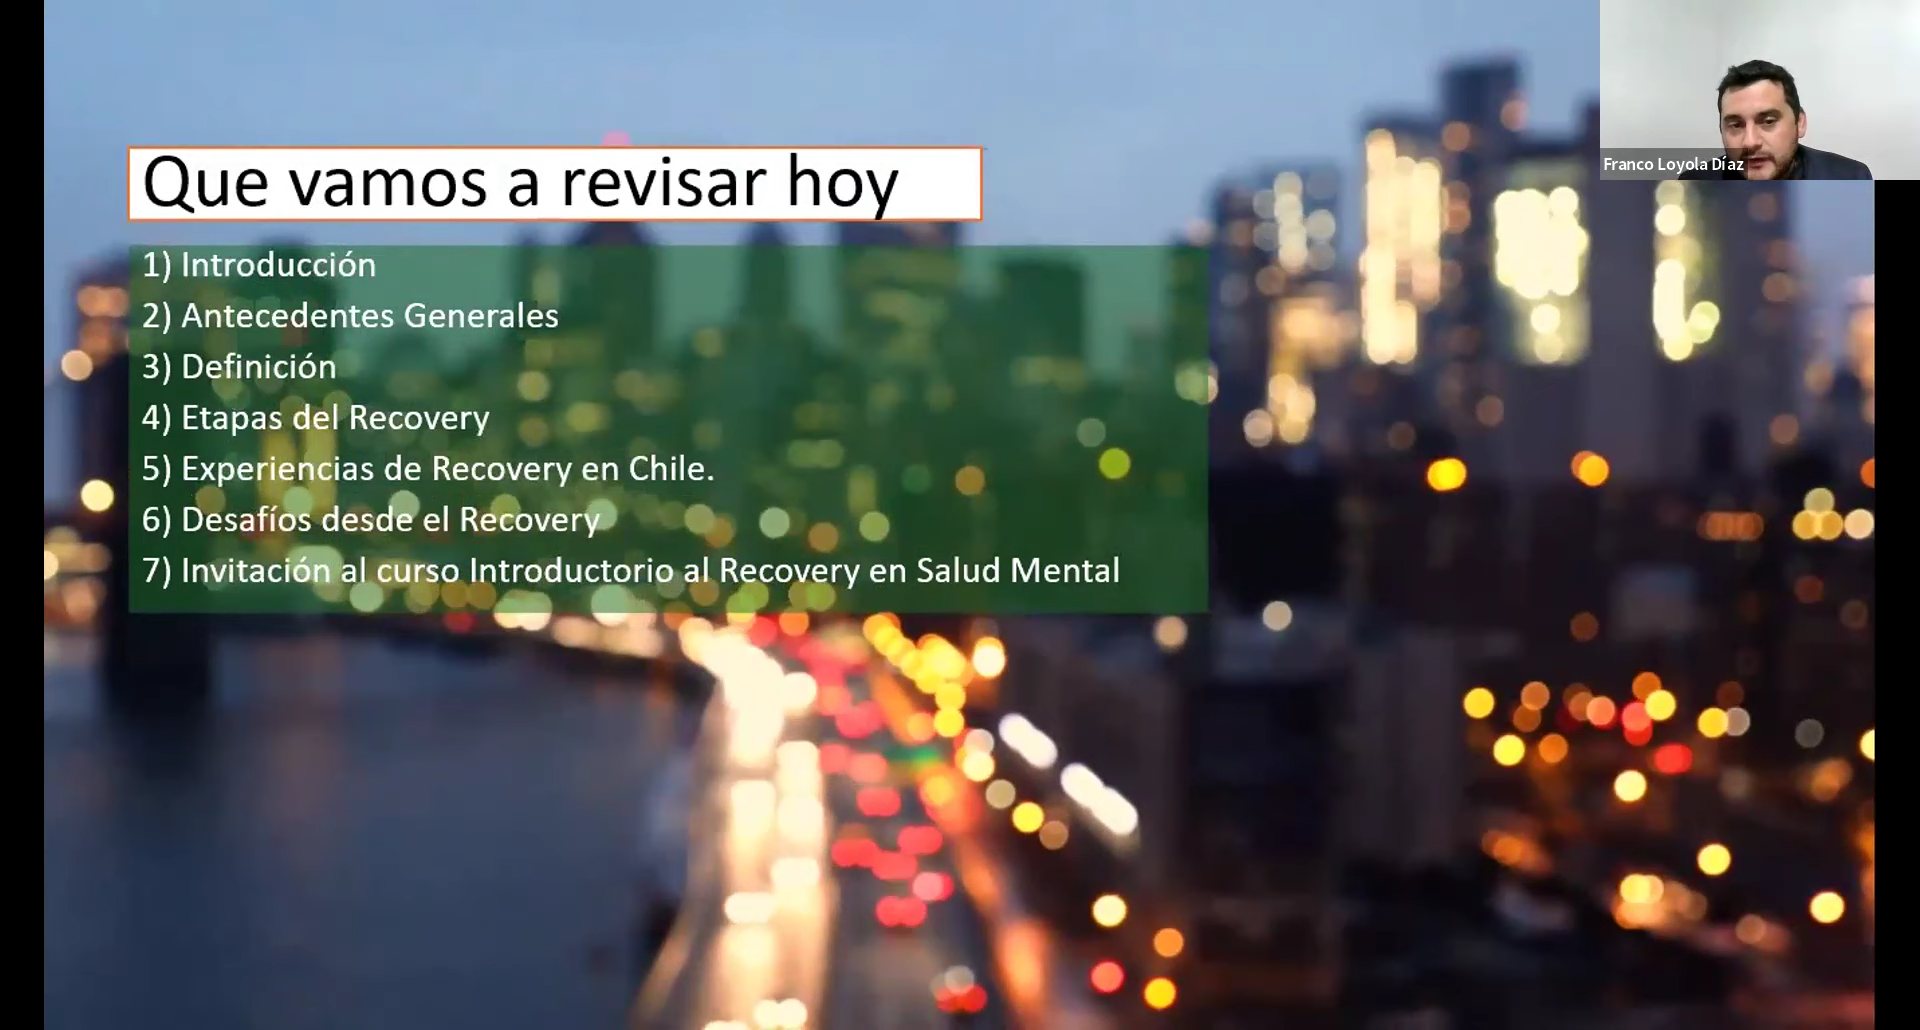 Que vamos a revisar hoy
1) Introducción
2) Antecedentes Generales
3) Definición
4) Etapas del Recovery
5) Experiencias de Recovery en Chile.
6) Desafíos desde el Recovery
7) Invitación al curso Introductorio al Recovery en Salud Mental
Franco Loyola Díaz